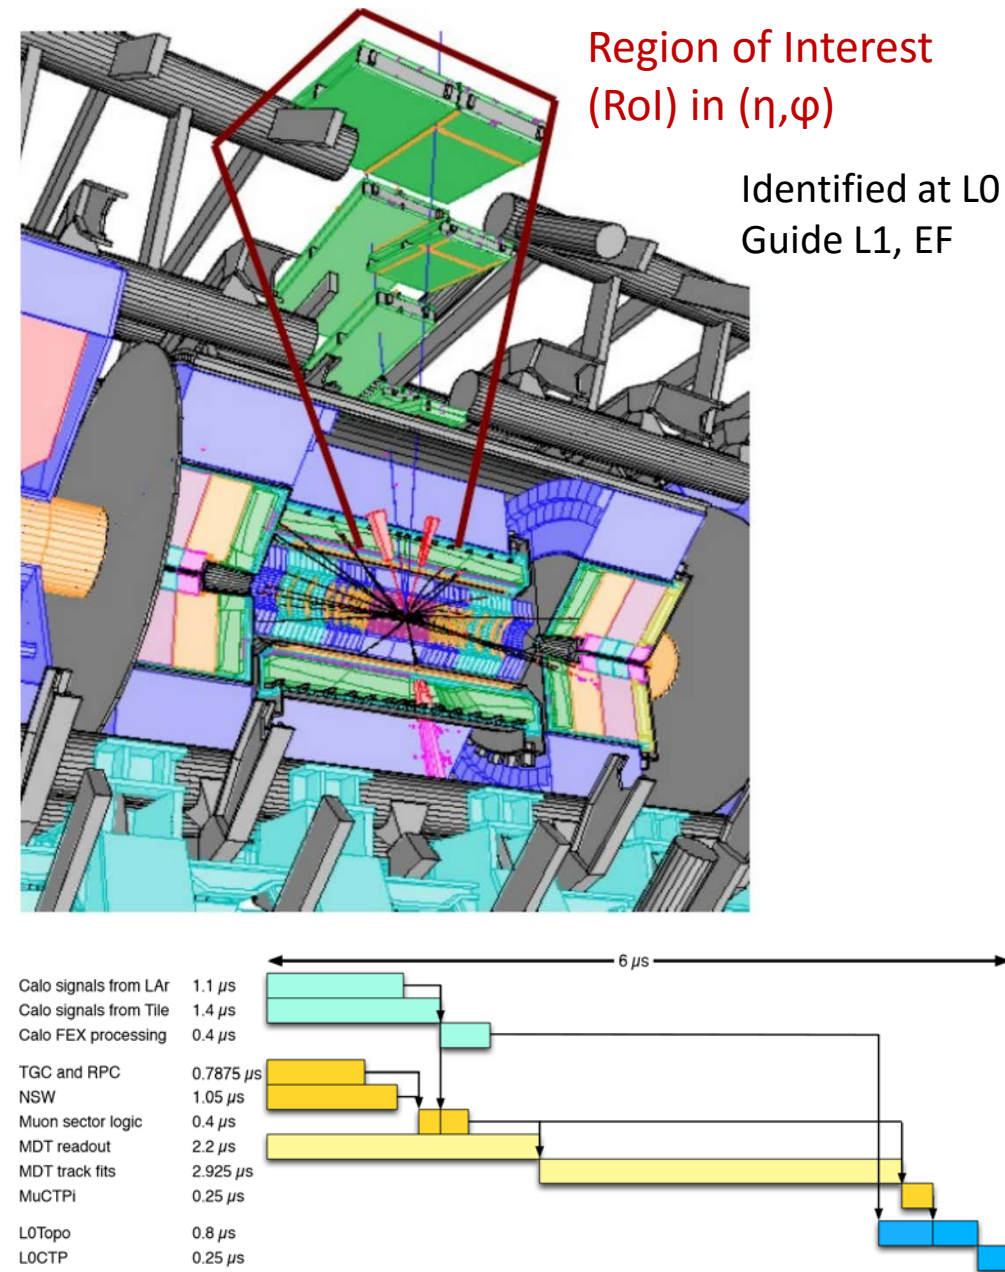 Region of Interest
(RoI) in (η,φ)
Identified at L0
Guide L1, EF
6 μs
Calo signals from LAr 1.1 μs
Calo signals from Tile 1.4 μs
Calo FEX processing 0.4 μs
TGC and RPC 0.7875 μs
NSW 1.05 μs
Muon sector logic 0.4 μs
MDT readout 2.2 μs
MDT track fits 2.925 μs
MuCTPi 0.25 μs
L0Topo 0.8 μs
L0CTP 0.25 μs